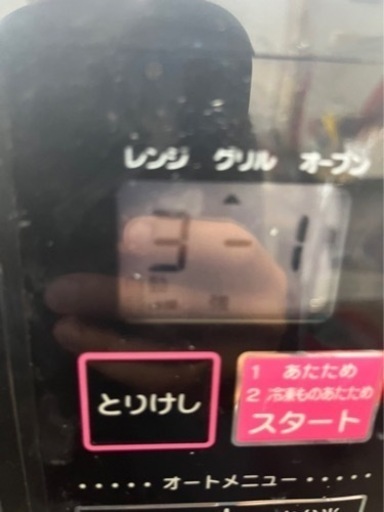 レンジ グリル オーブン
3 - 1
とりけし
1 あたため
2 冷凍ものあたため
スタート
オートメニュー